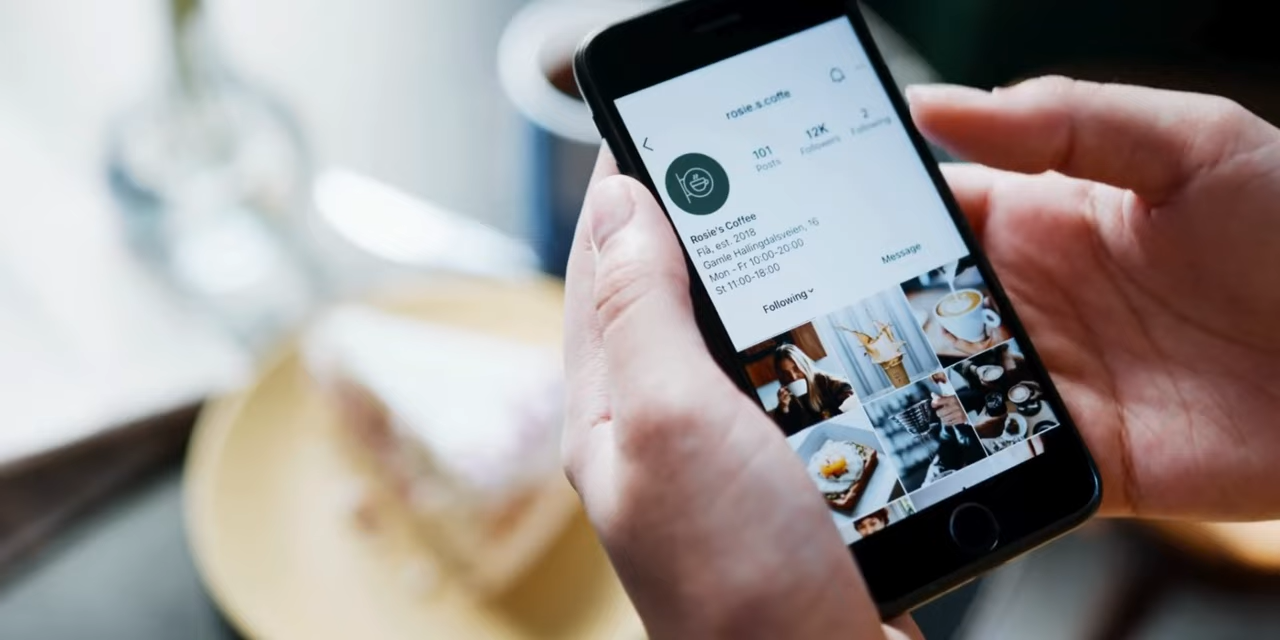 rosie.s.coffe
101
Posts
12K
Followers
2
Following
Rosie's Coffee
Flå, est. 2018
Gamle Hallingdalsveien, 16
Mon - Fr 10:00-20:00
St 11:00-18:00
Message
Following